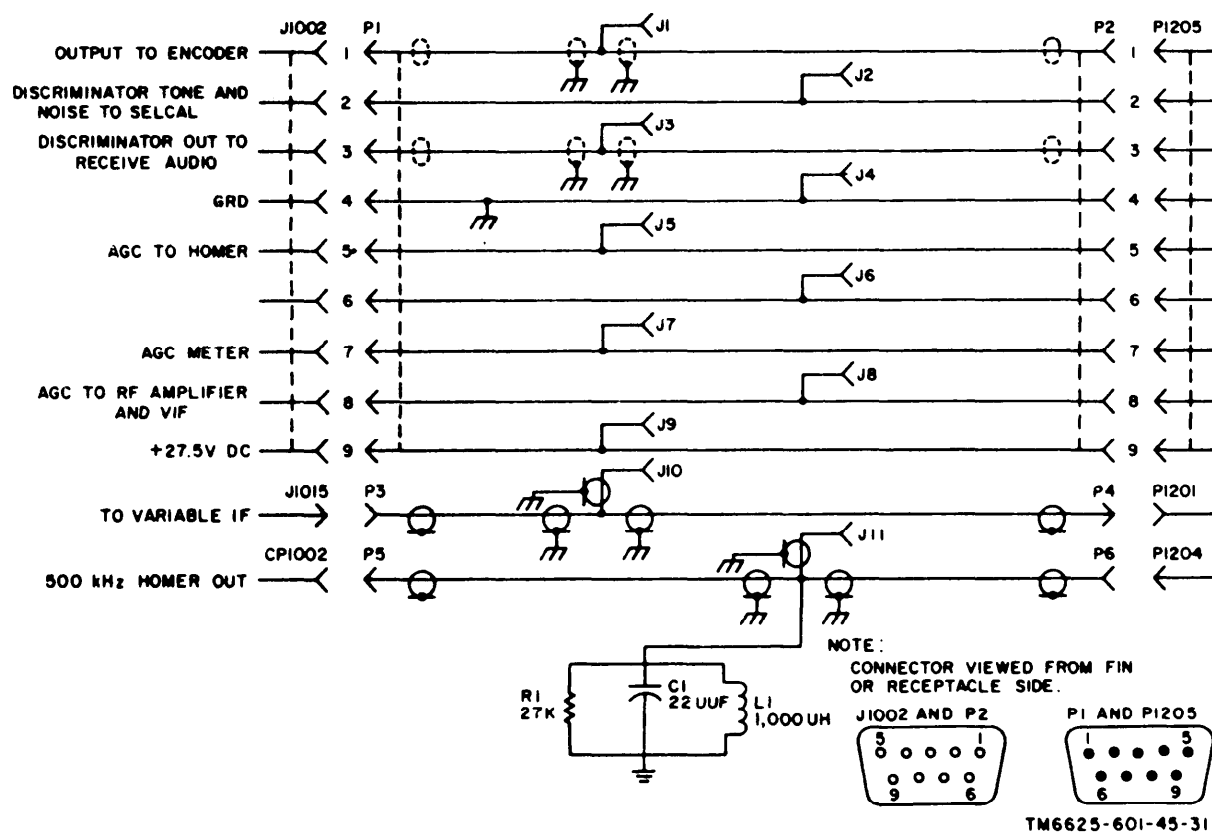 J1002 P1 J1 P2 P1205
OUTPUT TO ENCODER 1 1
J2
DISCRIMINATOR TONE AND
NOISE TO SELCAL 2 2
J3
DISCRIMINATOR OUT TO
RECEIVE AUDIO 3 3
J4
GRD 4 4
J5
AGC TO HOMER 5 5
J6
6 6
J7
AGC METER 7 7
J8
AGC TO RF AMPLIFIER
AND VIF 8 8
J9
+27.5V DC 9 9
J10
J1015 P3 P4 P1201
TO VARIABLE IF
J11
CP1002 P5 P6 P1204
500 kHz HOMER OUT
NOTE:
CONNECTOR VIEWED FROM FIN
OR RECEPTACLE SIDE.
R1
27K
C1
22UUF
L1
1,000UH
J1002 AND P2 P1 AND P1205
5 1 1 5
9 6 6 9
TM6625-601-45-31